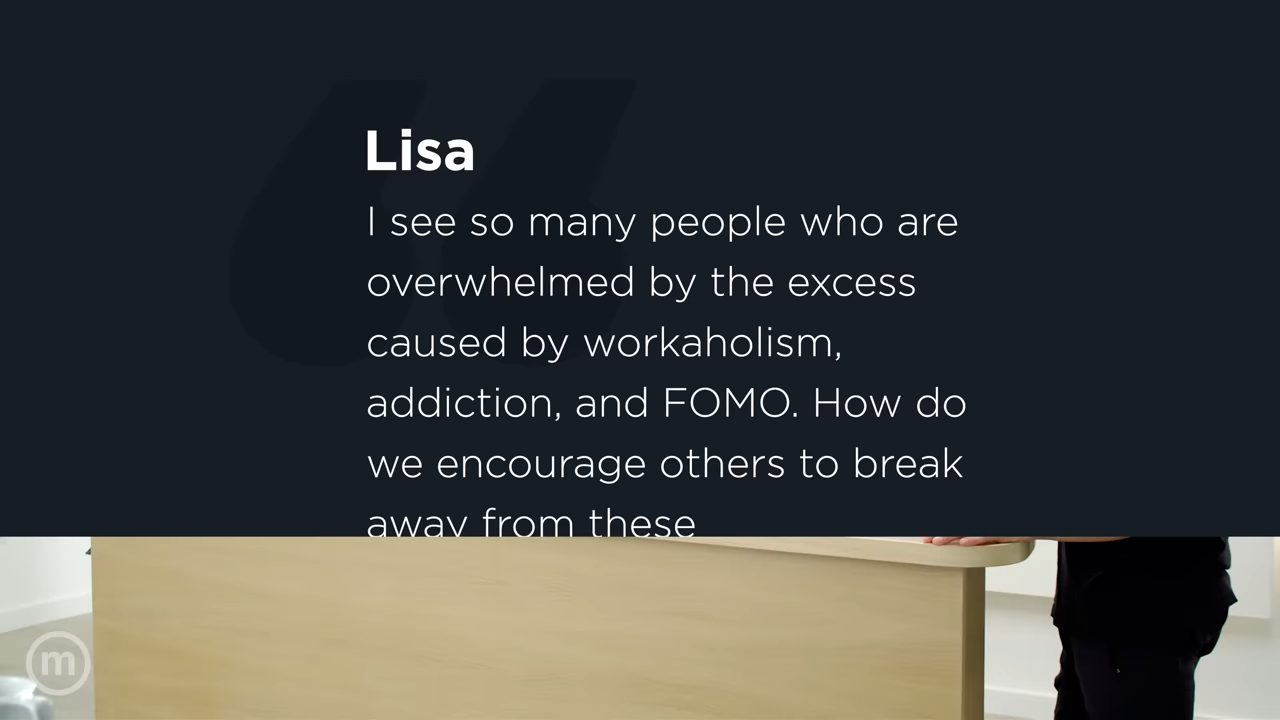 Lisa
I see so many people who are
overwhelmed by the excess
caused by workaholism,
addiction, and FOMO. How do
we encourage others to break
away from these
m